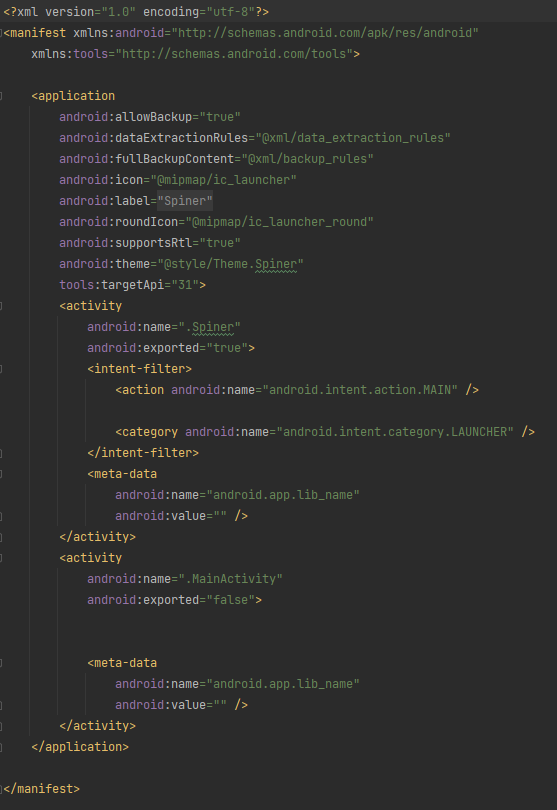 <?xml version="1.0" encoding="utf-8"?>
<manifest xmlns:android="http://schemas.android.com/apk/res/android"
    xmlns:tools="http://schemas.android.com/tools">

    <application
        android:allowBackup="true"
        android:dataExtractionRules="@xml/data_extraction_rules"
        android:fullBackupContent="@xml/backup_rules"
        android:icon="@mipmap/ic_launcher"
        android:label="Spiner"
        android:roundIcon="@mipmap/ic_launcher_round"
        android:supportsRtl="true"
        android:theme="@style/Theme.Spiner"
        tools:targetApi="31">
        <activity
            android:name=".Spiner"
            android:exported="true">
            <intent-filter>
                <action android:name="android.intent.action.MAIN" />

                <category android:name="android.intent.category.LAUNCHER" />
            </intent-filter>
            <meta-data
                android:name="android.app.lib_name"
                android:value="" />
        </activity>
        <activity
            android:name=".MainActivity"
            android:exported="false">


            <meta-data
                android:name="android.app.lib_name"
                android:value="" />
        </activity>
    </application>

</manifest>